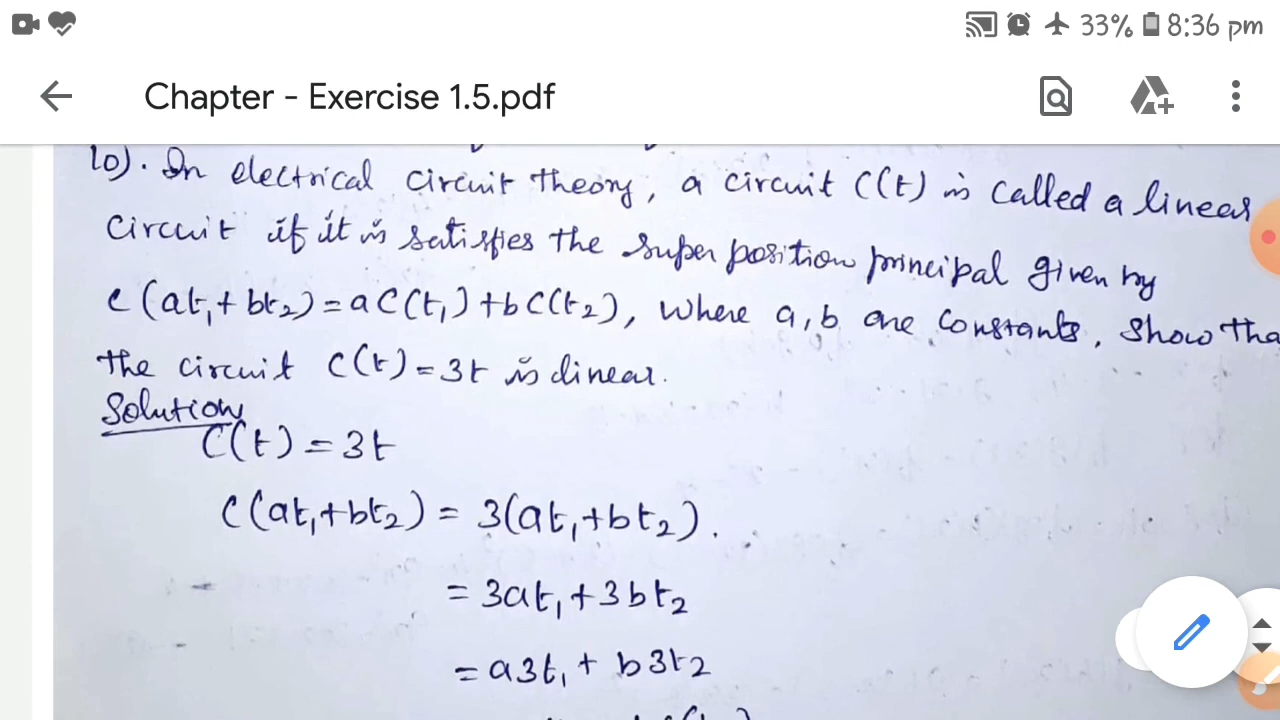 33% 8:36 pm
Chapter - Exercise 1.5.pdf
10). In electrical circuit theory, a circuit C(t) is called a linear
circuit if it is satisfies the super position principal given by
C(at₁+bt₂)=aC(t₁)+bC(t₂), where a,b are constants, Show tha
the circuit C(t)=3t is linear.
Solution
C(t)=3t
C(at₁+bt₂) = 3(at₁+bt₂).
= 3at₁+3bt₂
= a3t₁+ b3t₂